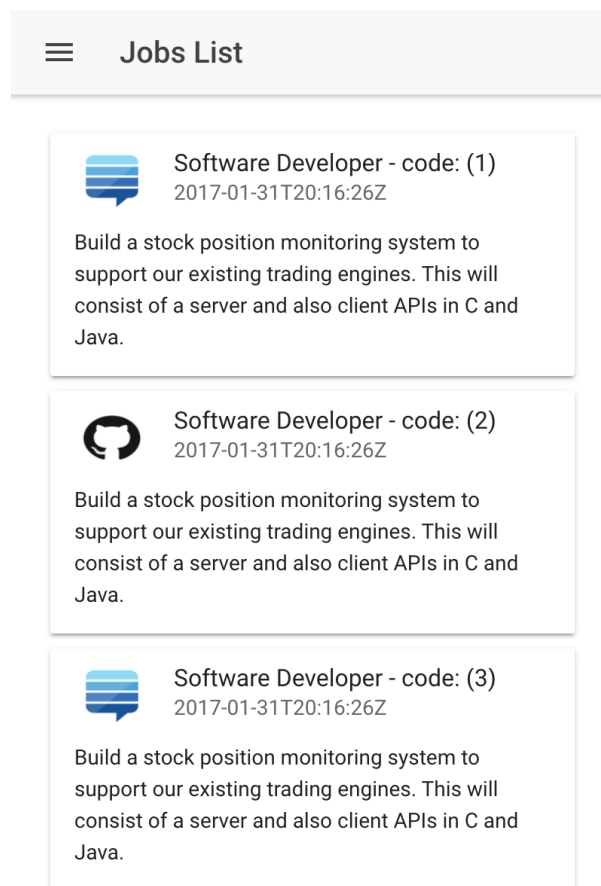 Jobs List
Software Developer - code: (1)
2017-01-31T20:16:26Z
Build a stock position monitoring system to
support our existing trading engines. This will
consist of a server and also client APIs in C and
Java.
Software Developer - code: (2)
2017-01-31T20:16:26Z
Build a stock position monitoring system to
support our existing trading engines. This will
consist of a server and also client APIs in C and
Java.
Software Developer - code: (3)
2017-01-31T20:16:26Z
Build a stock position monitoring system to
support our existing trading engines. This will
consist of a server and also client APIs in C and
Java.